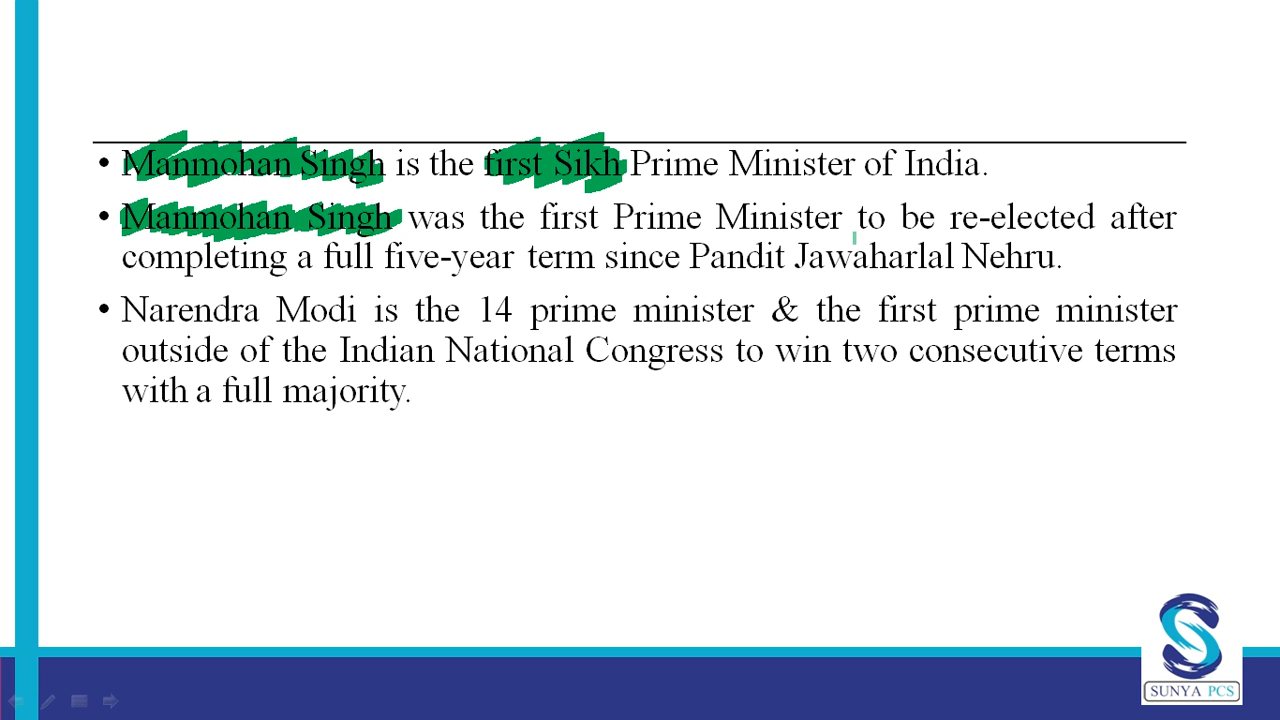 • Manmohan Singh is the first Sikh Prime Minister of India.
• Manmohan Singh was the first Prime Minister to be re-elected after
completing a full five-year term since Pandit Jawaharlal Nehru.
• Narendra Modi is the 14 prime minister & the first prime minister
outside of the Indian National Congress to win two consecutive terms
with a full majority.
SUNYA PCS